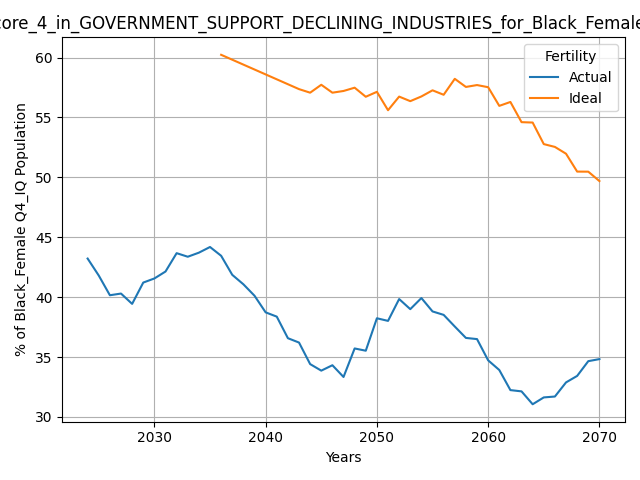 core_4_in_GOVERNMENT_SUPPORT_DECLINING_INDUSTRIES_for_Black_Female
Fertility
Actual
Ideal
60
55
50
45
40
35
30
% of Black_Female Q4_IQ Population
2030 2040 2050 2060 2070
Years